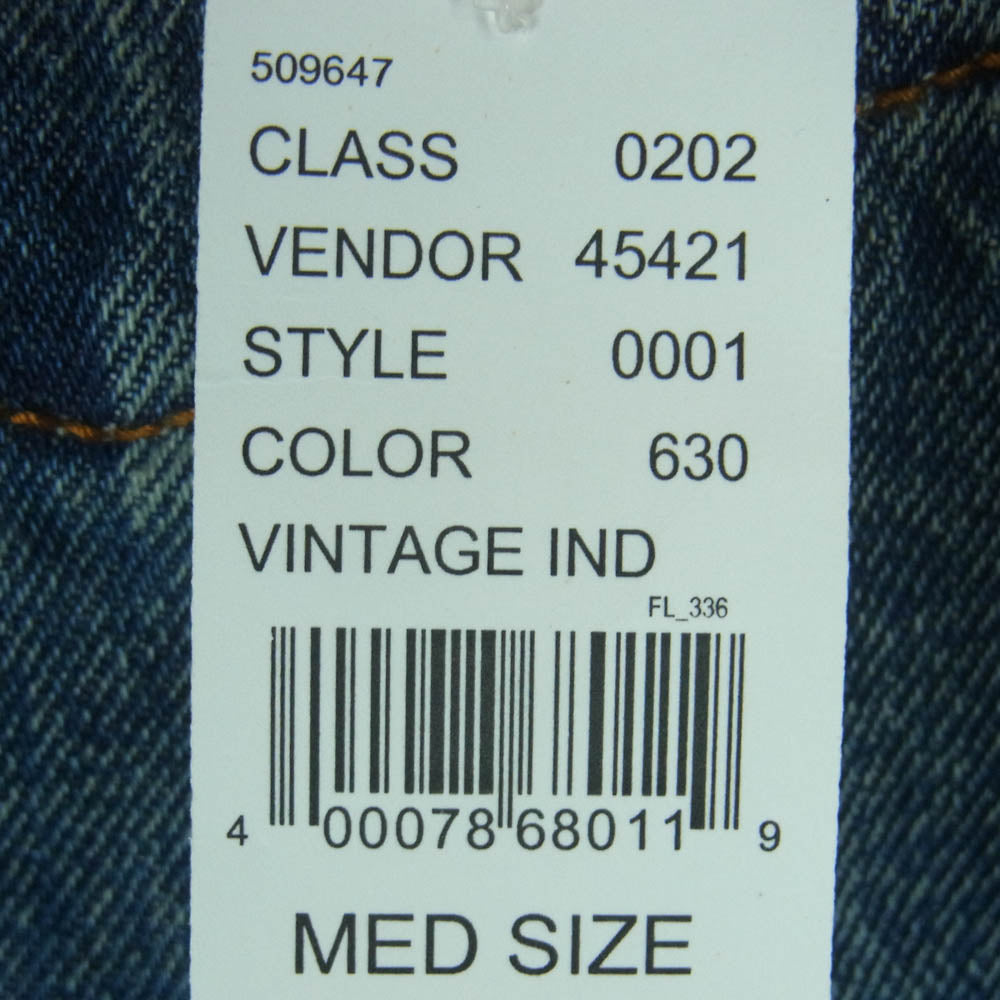 509647
CLASS 0202
VENDOR 45421
STYLE 0001
COLOR 630
VINTAGE IND
FL_336
4 00078 68011 9
MED SIZE